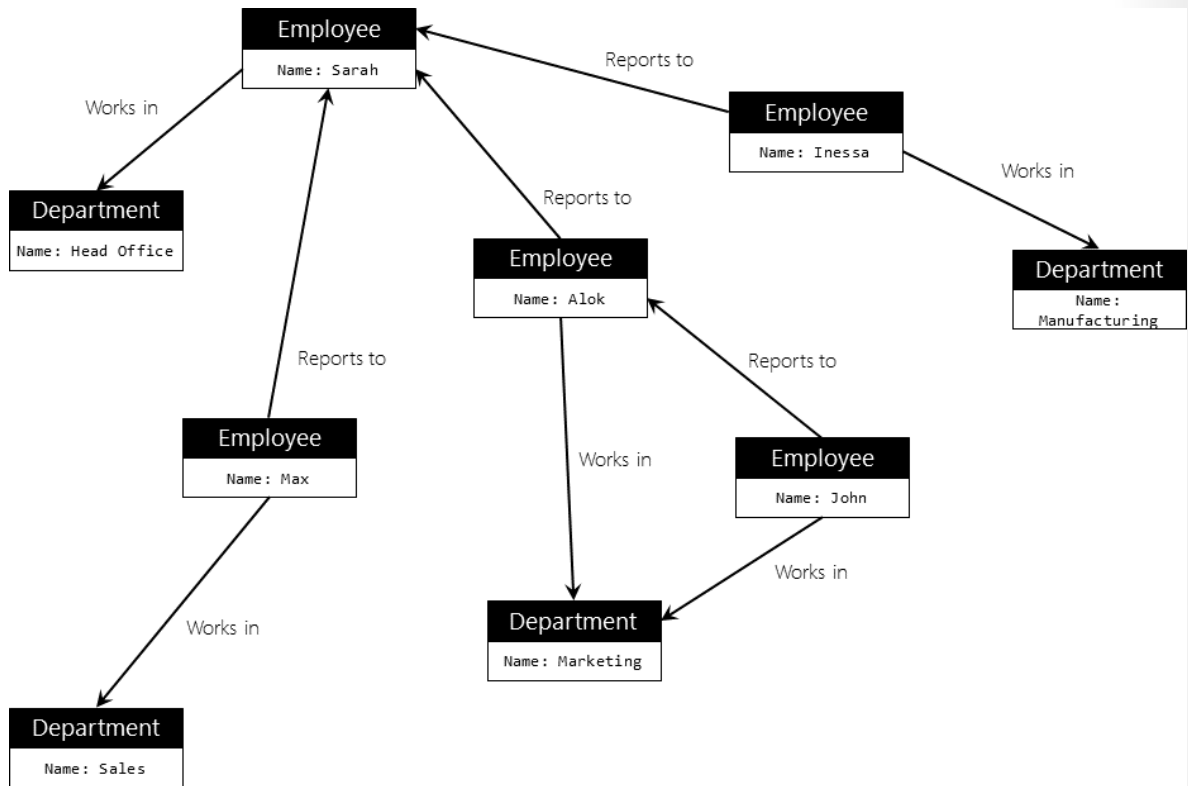 Employee
Name: Sarah
Reports to
Employee
Name: Inessa
Works in
Works in
Department
Name: Head Office
Reports to
Employee
Name: Alok
Department
Name:
Manufacturing
Reports to
Reports to
Employee
Name: Max
Works in
Employee
Name: John
Works in
Works in
Department
Name: Marketing
Department
Name: Sales